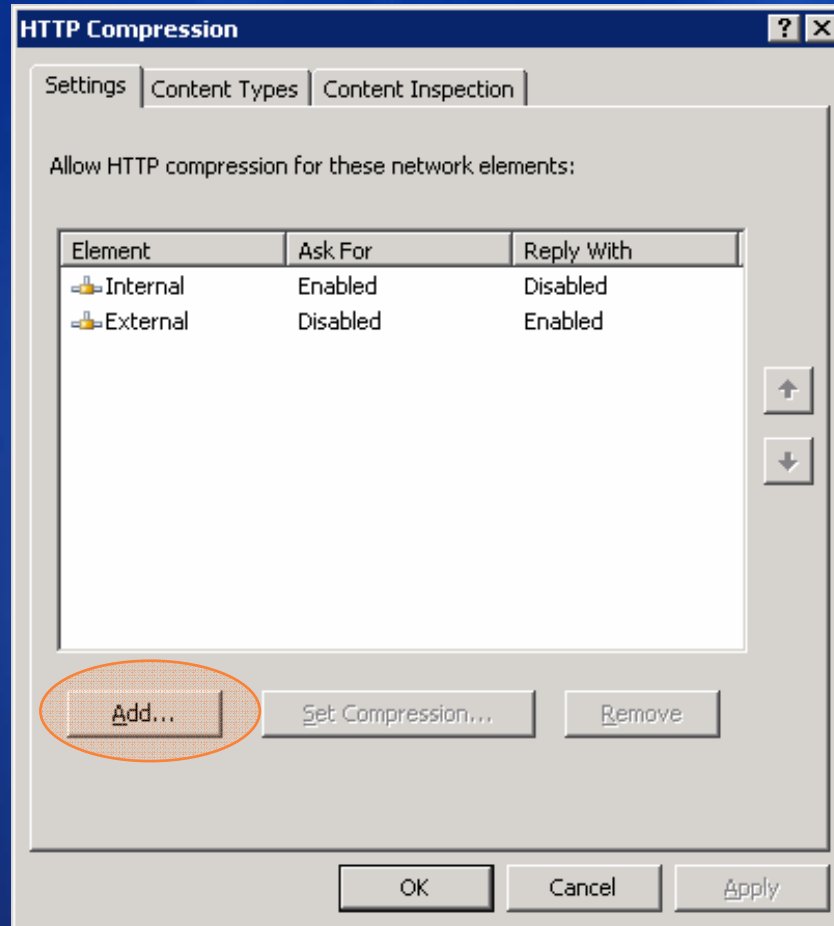 HTTP Compression
Settings Content Types Content Inspection
Allow HTTP compression for these network elements:
Element Ask For Reply With
Internal Enabled Disabled
External Disabled Enabled
Add... Set Compression... Remove
OK Cancel Apply